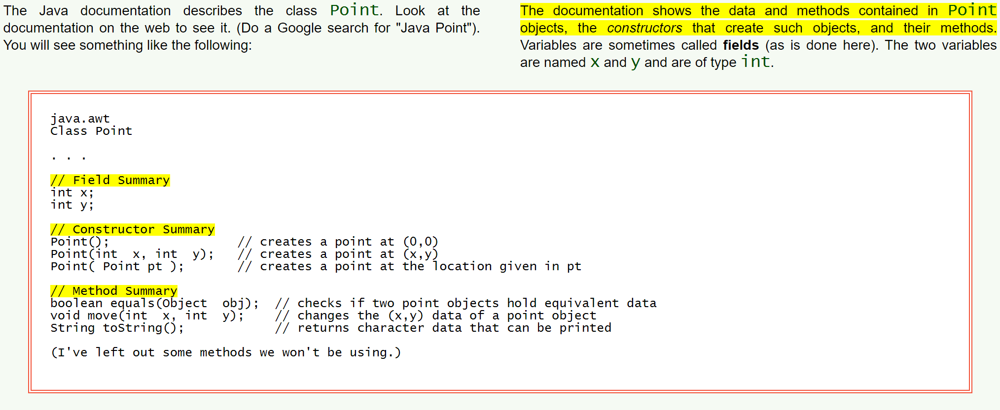 The Java documentation describes the class Point. Look at the
documentation on the web to see it. (Do a Google search for "Java Point").
You will see something like the following:
The documentation shows the data and methods contained in Point
objects, the constructors that create such objects, and their methods.
Variables are sometimes called fields (as is done here). The two variables
are named x and y and are of type int.
java.awt
Class Point
. . .
// Field Summary
int x;
int y;
// Constructor Summary
Point();                 // creates a point at (0,0)
Point(int  x, int  y);   // creates a point at (x,y)
Point( Point pt );       // creates a point at the location given in pt
// Method Summary
boolean equals(Object  obj);  // checks if two point objects hold equivalent data
void move(int  x, int  y);    // changes the (x,y) data of a point object
String toString();            // returns character data that can be printed
(I've left out some methods we won't be using.)